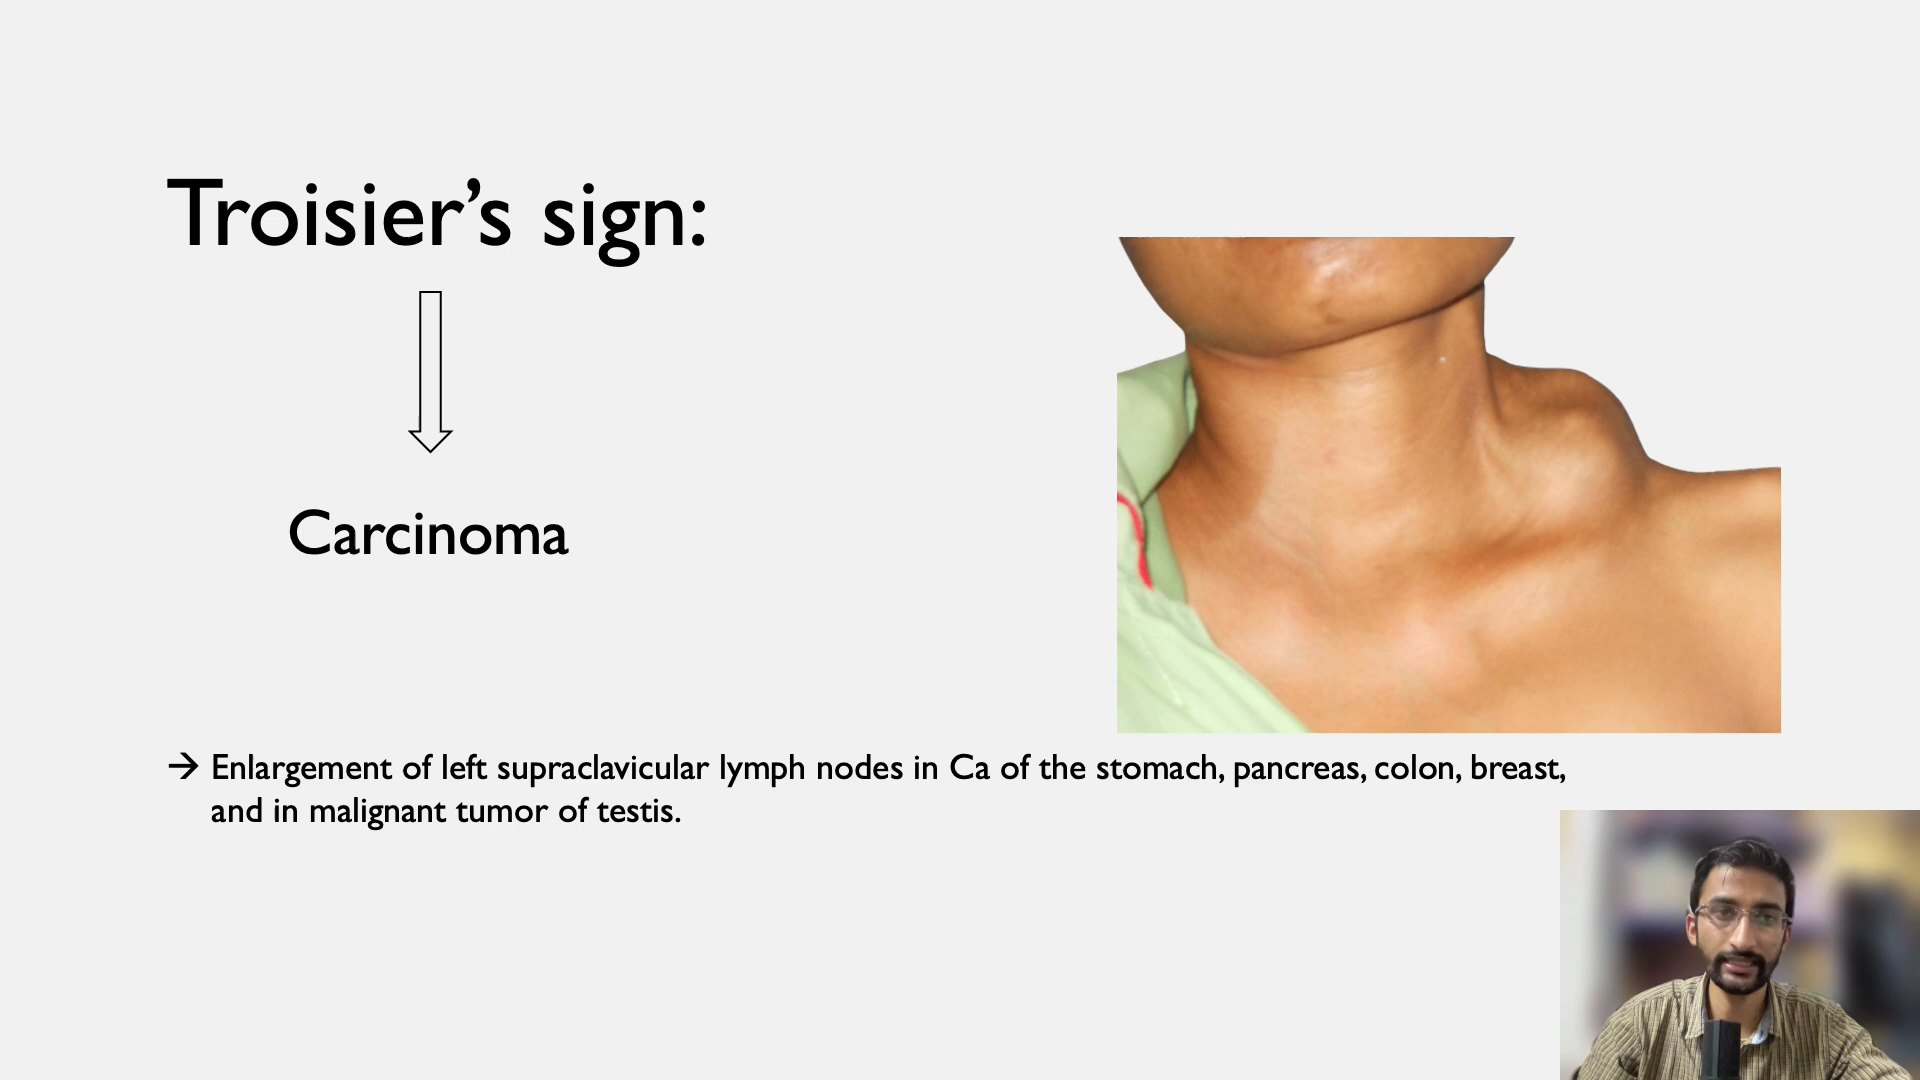 Troisier’s sign:
Carcinoma
→ Enlargement of left supraclavicular lymph nodes in Ca of the stomach, pancreas, colon, breast,
and in malignant tumor of testis.